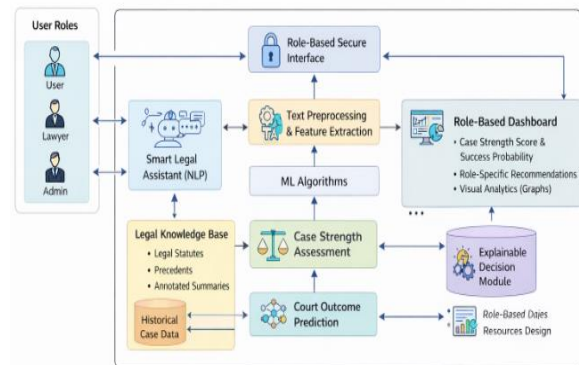 User Roles
User
Lawyer
Admin
Role-Based Secure
Interface
Smart Legal
Assistant (NLP)
Text Preprocessing
& Feature Extraction
Role-Based Dashboard
• Case Strength Score &
Success Probability
• Role-Specific Recommendations
• Visual Analytics (Graphs)
ML Algorithms
Legal Knowledge Base
• Legal Statutes
• Precedents
• Annotated Summaries
Historical
Case Data
Case Strength
Assessment
Explainable
Decision
Module
Court Outcome
Prediction
Role-Based Dajes
Resources Design